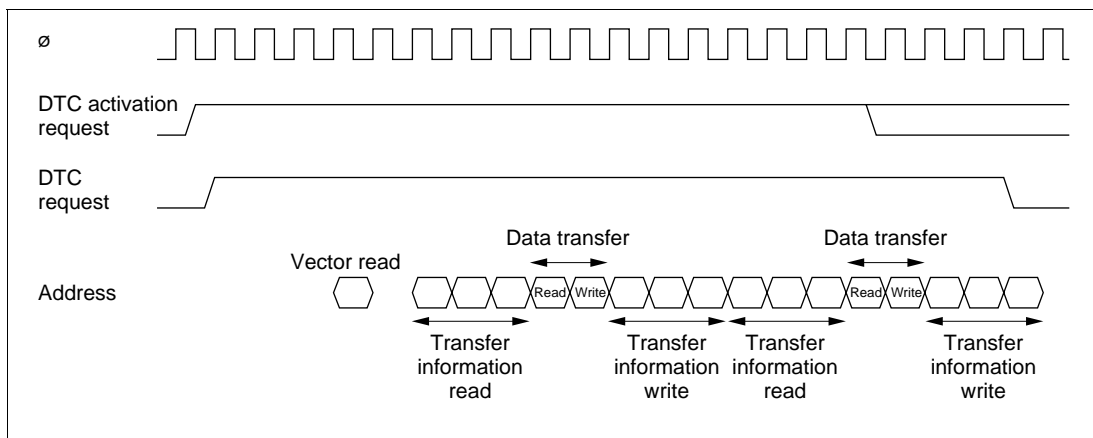 ø
DTC activation
request
DTC
request
Data transfer
Data transfer
Vector read
Address
Read
Write
Read
Write
Transfer
information
read
Transfer
information
write
Transfer
information
read
Transfer
information
write